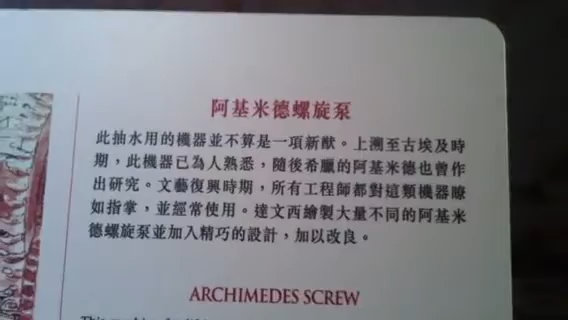 阿基米德螺旋泵
此抽水用的機器並不算是一項新猷。上溯至古埃及時
期，此機器已為人熟悉，隨後希臘的阿基米德也曾作
出研究。文藝復興時期，所有工程師都對這類機器瞭
如指掌，並經常使用。達文西繪製大量不同的阿基米
德螺旋泵並加入精巧的設計，加以改良。
ARCHIMEDES SCREW